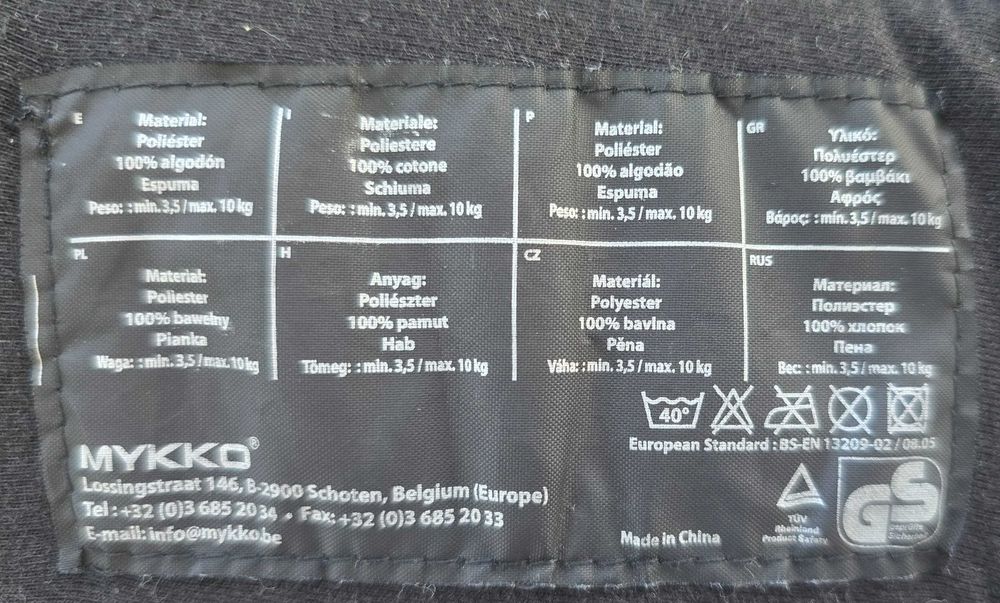 E
Material:
Poliéster
100% algodón
Espuma
Peso: :min. 3,5 / max. 10 kg
I
Materiale:
Poliestere
100% cotone
Schiuma
Peso: :min. 3,5 / max. 10 kg
P
Material:
Poliéster
100% algodão
Espuma
Peso: :min. 3,5 / max. 10 kg
GR
Υλικό:
Πολυέστερ
100% βαμβάκι
Αφρός
Βάρος: :min. 3,5 / max. 10 kg
PL
Materiał:
Poliester
100% bawełny
Pianka
Waga: :min. 3,5 / max. 10 kg
H
Anyag:
Poliészter
100% pamut
Hab
Tömeg: :min. 3,5 / max. 10 kg
CZ
Materiál:
Polyester
100% bavlna
Pěna
Váha: :min. 3,5 / max. 10 kg
RUS
Материал:
Полиэстер
100% хлопок
Пена
Вес: :min. 3,5 / max. 10 kg
40°
European Standard : BS-EN 13209-02 / 08.05
MYKKO®
Lossingstraat 146, B-2900 Schoten, Belgium (Europe)
Tel : +32 (0)3 685 20 34 • Fax: +32 (0)3 685 20 33
E-mail: info@mykko.be
Made in China
TÜV
Rheinland
Product Safety
GS
geprüfte
Sicherheit